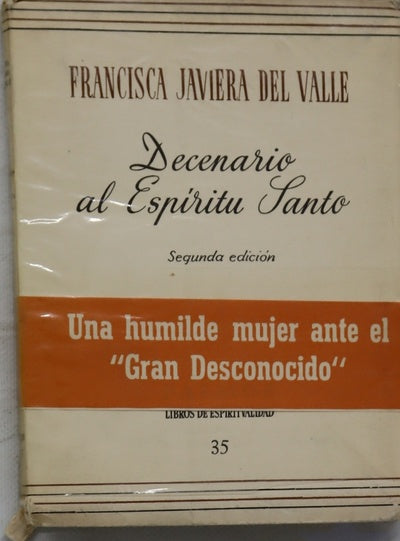 FRANCISCA JAVIERA DEL VALLE
Decenario
al Espíritu Santo
Segunda edición
Una humilde mujer ante el
"Gran Desconocido"
LIBROS DE ESPIRITVALIDAD
35